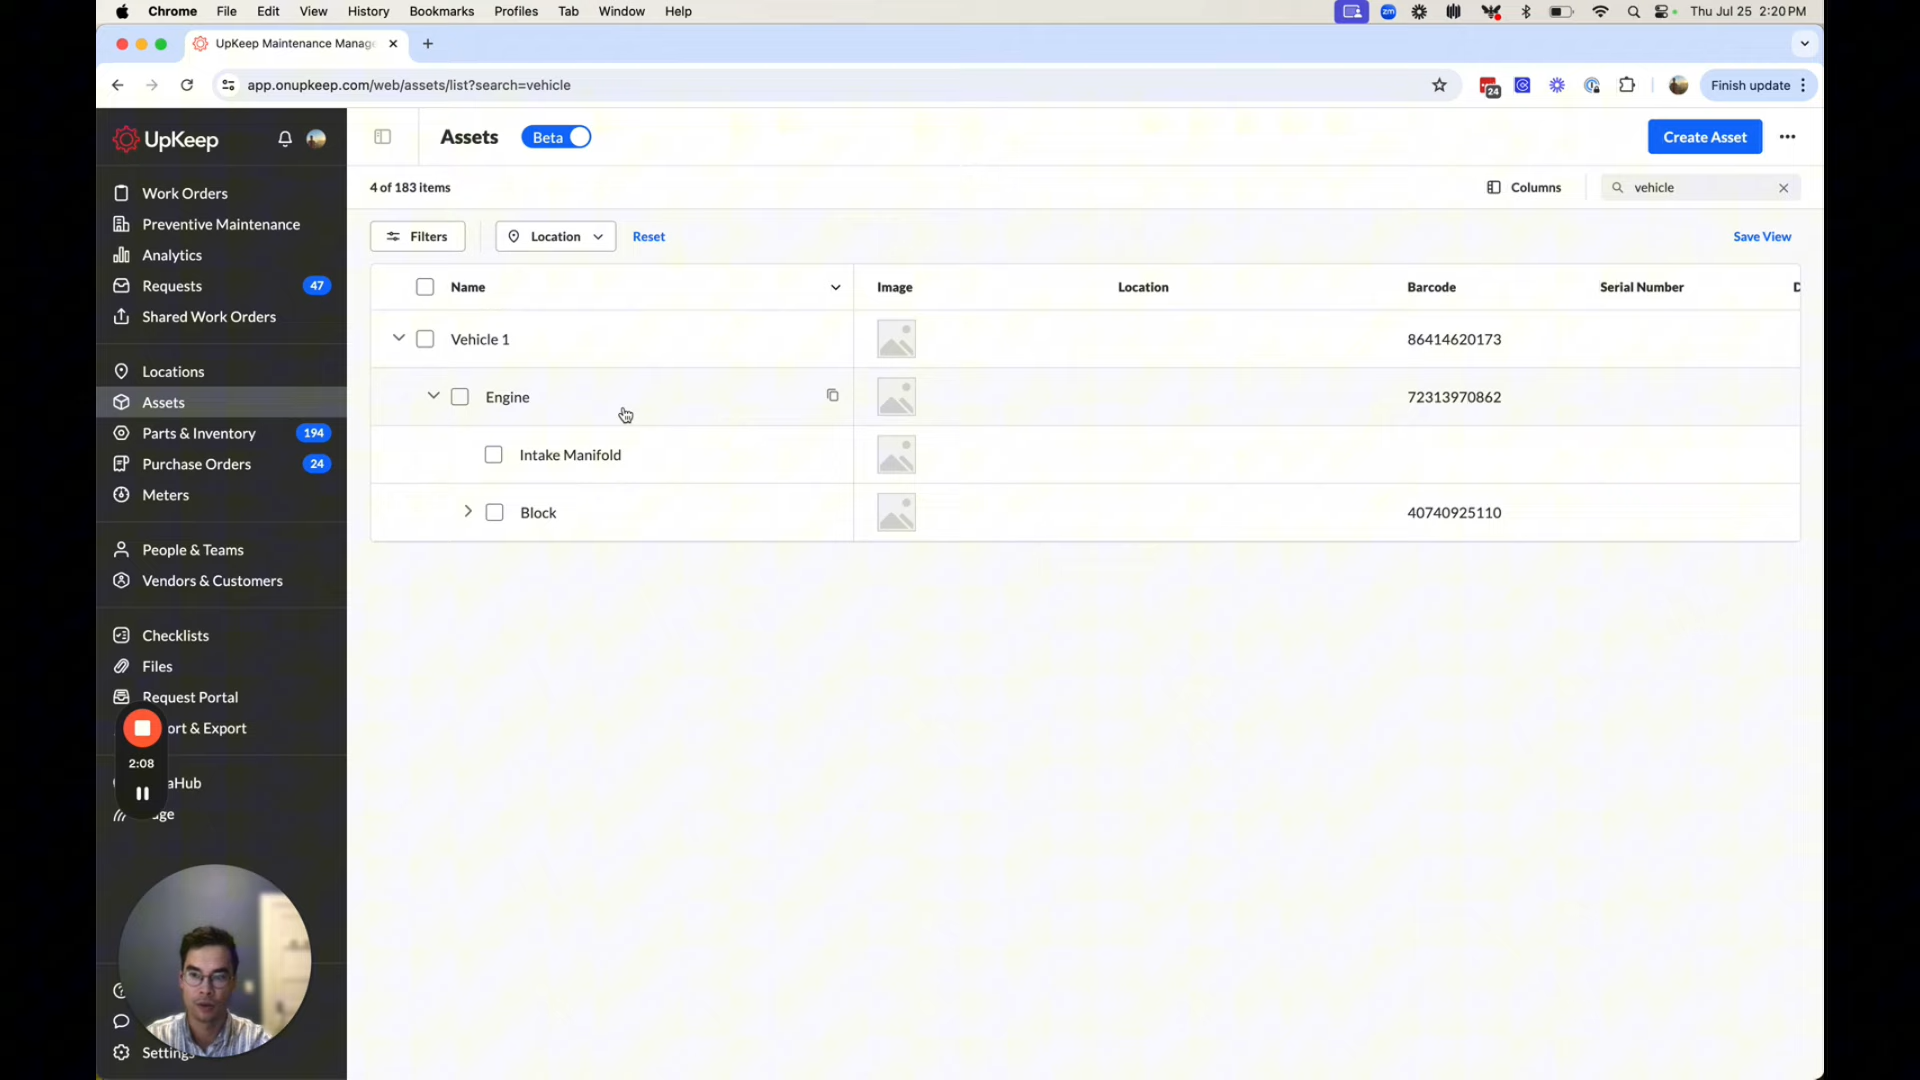 Chrome File Edit View History Bookmarks Profiles Tab Window Help
zm
Thu Jul 25 2:20 PM
UpKeep Maintenance Manag
app.onupkeep.com/web/assets/list?search=vehicle
24
Finish update
UpKeep
Assets
Beta
Create Asset
Work Orders
Preventive Maintenance
Analytics
Requests 47
Shared Work Orders
Locations
Assets
Parts & Inventory 194
Purchase Orders 24
Meters
People & Teams
Vendors & Customers
Checklists
Files
Request Portal
ort & Export
2:08
aHub
ge
Settings
4 of 183 items
Columns
vehicle
Filters
Location
Reset
Save View
Name Image Location Barcode Serial Number D
Vehicle 1 86414620173
Engine 72313970862
Intake Manifold
Block 40740925110